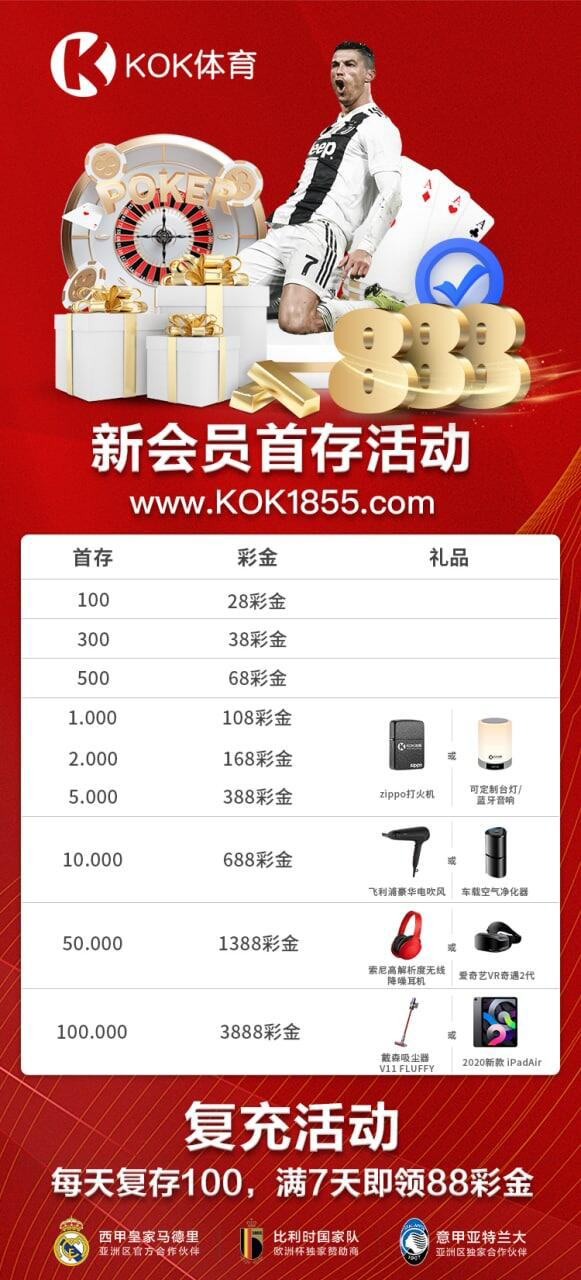 KOK体育
POKER
Jeep
7
A
A
A
888
新会员首存活动
www.KOK1855.com
首存 彩金 礼品
100 28彩金
300 38彩金
500 68彩金
1.000 108彩金
2.000 168彩金
或
5.000 388彩金
zippo
zippo打火机 可定制台灯/
蓝牙音响
10.000 688彩金
或
飞利浦豪华电吹风 车载空气净化器
50.000 1388彩金
或
索尼高解析度无线
降噪耳机 爱奇艺VR奇遇2代
100.000 3888彩金
或
戴森吸尘器
V11 FLUFFY 2020新款 iPadAir
复充活动
每天复存100，满7天即领88彩金
西甲皇家马德里
亚洲区官方合作伙伴
比利时国家队
欧洲杯独家赞助商
意甲亚特兰大
亚洲区独家合作伙伴